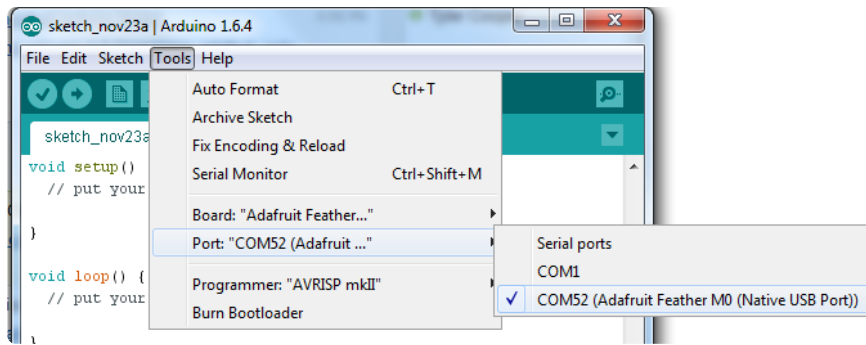 sketch_nov23a | Arduino 1.6.4
File Edit Sketch Tools Help
Auto Format Ctrl+T
Archive Sketch
sketch_nov23a
Fix Encoding & Reload
void setup()
Serial Monitor Ctrl+Shift+M
// put your
Board: "Adafruit Feather..."
}
Port: "COM52 (Adafruit ..."
Serial ports
void loop() {
COM1
Programmer: "AVRISP mkII"
// put your
COM52 (Adafruit Feather M0 (Native USB Port))
Burn Bootloader
}